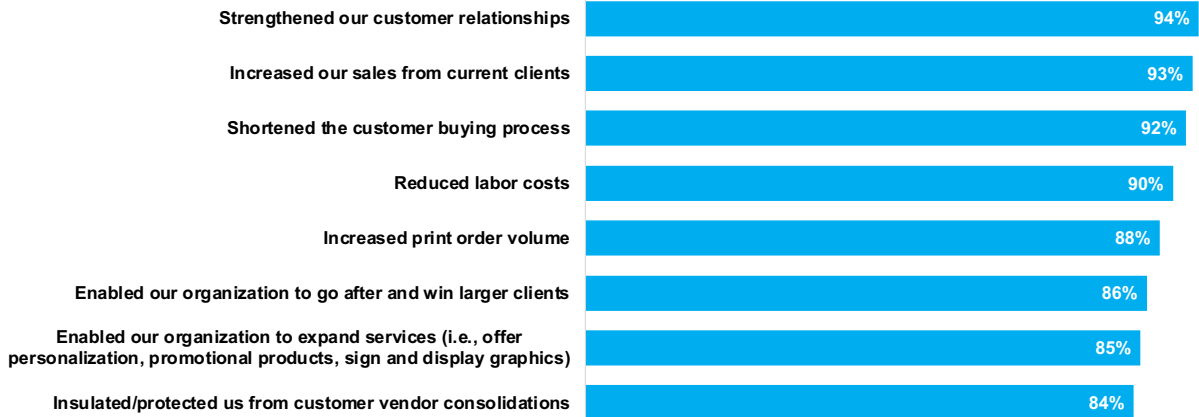 Strengthened our customer relationships 94%
Increased our sales from current clients 93%
Shortened the customer buying process 92%
Reduced labor costs 90%
Increased print order volume 88%
Enabled our organization to go after and win larger clients 86%
Enabled our organization to expand services (i.e., offer
personalization, promotional products, sign and display graphics) 85%
Insulated/protected us from customer vendor consolidations 84%